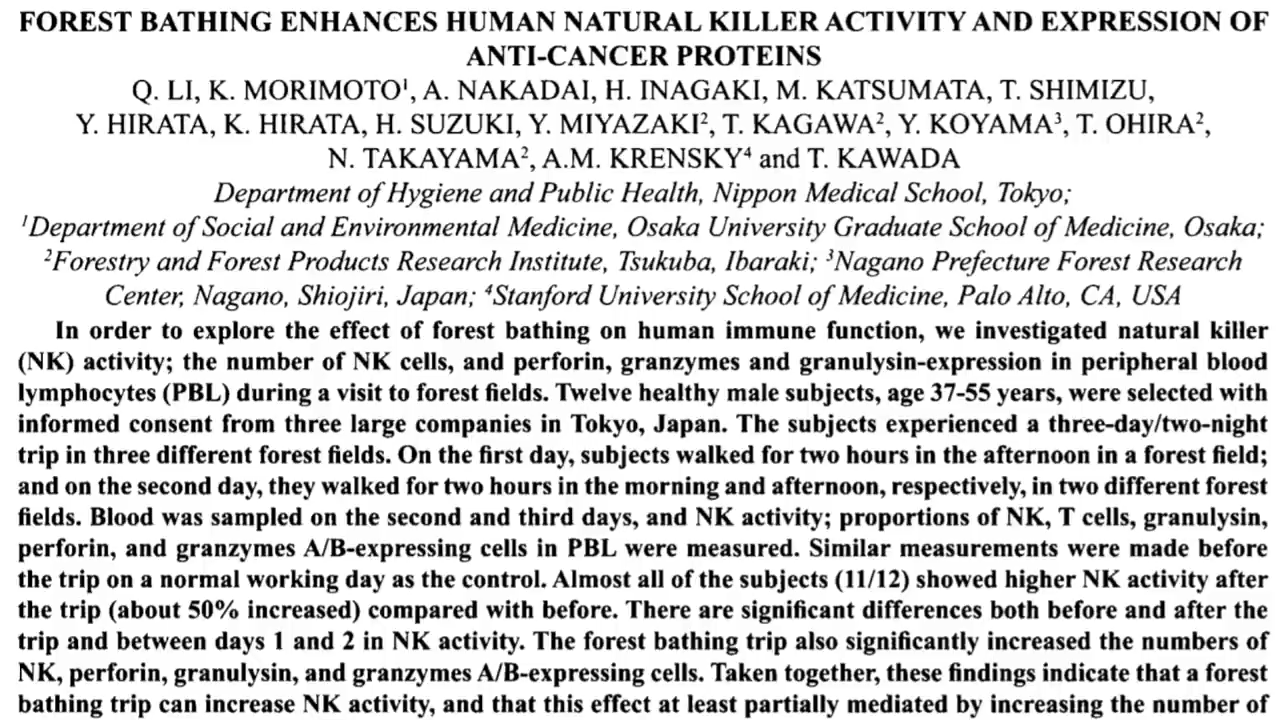 FOREST BATHING ENHANCES HUMAN NATURAL KILLER ACTIVITY AND EXPRESSION OF
ANTI-CANCER PROTEINS
Q. LI, K. MORIMOTO¹, A. NAKADAI, H. INAGAKI, M. KATSUMATA, T. SHIMIZU,
Y. HIRATA, K. HIRATA, H. SUZUKI, Y. MIYAZAKI², T. KAGAWA², Y. KOYAMA³, T. OHIRA²,
N. TAKAYAMA², A.M. KRENSKY⁴ and T. KAWADA
Department of Hygiene and Public Health, Nippon Medical School, Tokyo;
¹Department of Social and Environmental Medicine, Osaka University Graduate School of Medicine, Osaka;
²Forestry and Forest Products Research Institute, Tsukuba, Ibaraki; ³Nagano Prefecture Forest Research
Center, Nagano, Shiojiri, Japan; ⁴Stanford University School of Medicine, Palo Alto, CA, USA
In order to explore the effect of forest bathing on human immune function, we investigated natural killer
(NK) activity; the number of NK cells, and perforin, granzymes and granulysin-expression in peripheral blood
lymphocytes (PBL) during a visit to forest fields. Twelve healthy male subjects, age 37-55 years, were selected with
informed consent from three large companies in Tokyo, Japan. The subjects experienced a three-day/two-night
trip in three different forest fields. On the first day, subjects walked for two hours in the afternoon in a forest field;
and on the second day, they walked for two hours in the morning and afternoon, respectively, in two different forest
fields. Blood was sampled on the second and third days, and NK activity; proportions of NK, T cells, granulysin,
perforin, and granzymes A/B-expressing cells in PBL were measured. Similar measurements were made before
the trip on a normal working day as the control. Almost all of the subjects (11/12) showed higher NK activity after
the trip (about 50% increased) compared with before. There are significant differences both before and after the
trip and between days 1 and 2 in NK activity. The forest bathing trip also significantly increased the numbers of
NK, perforin, granulysin, and granzymes A/B-expressing cells. Taken together, these findings indicate that a forest
bathing trip can increase NK activity, and that this effect at least partially mediated by increasing the number of